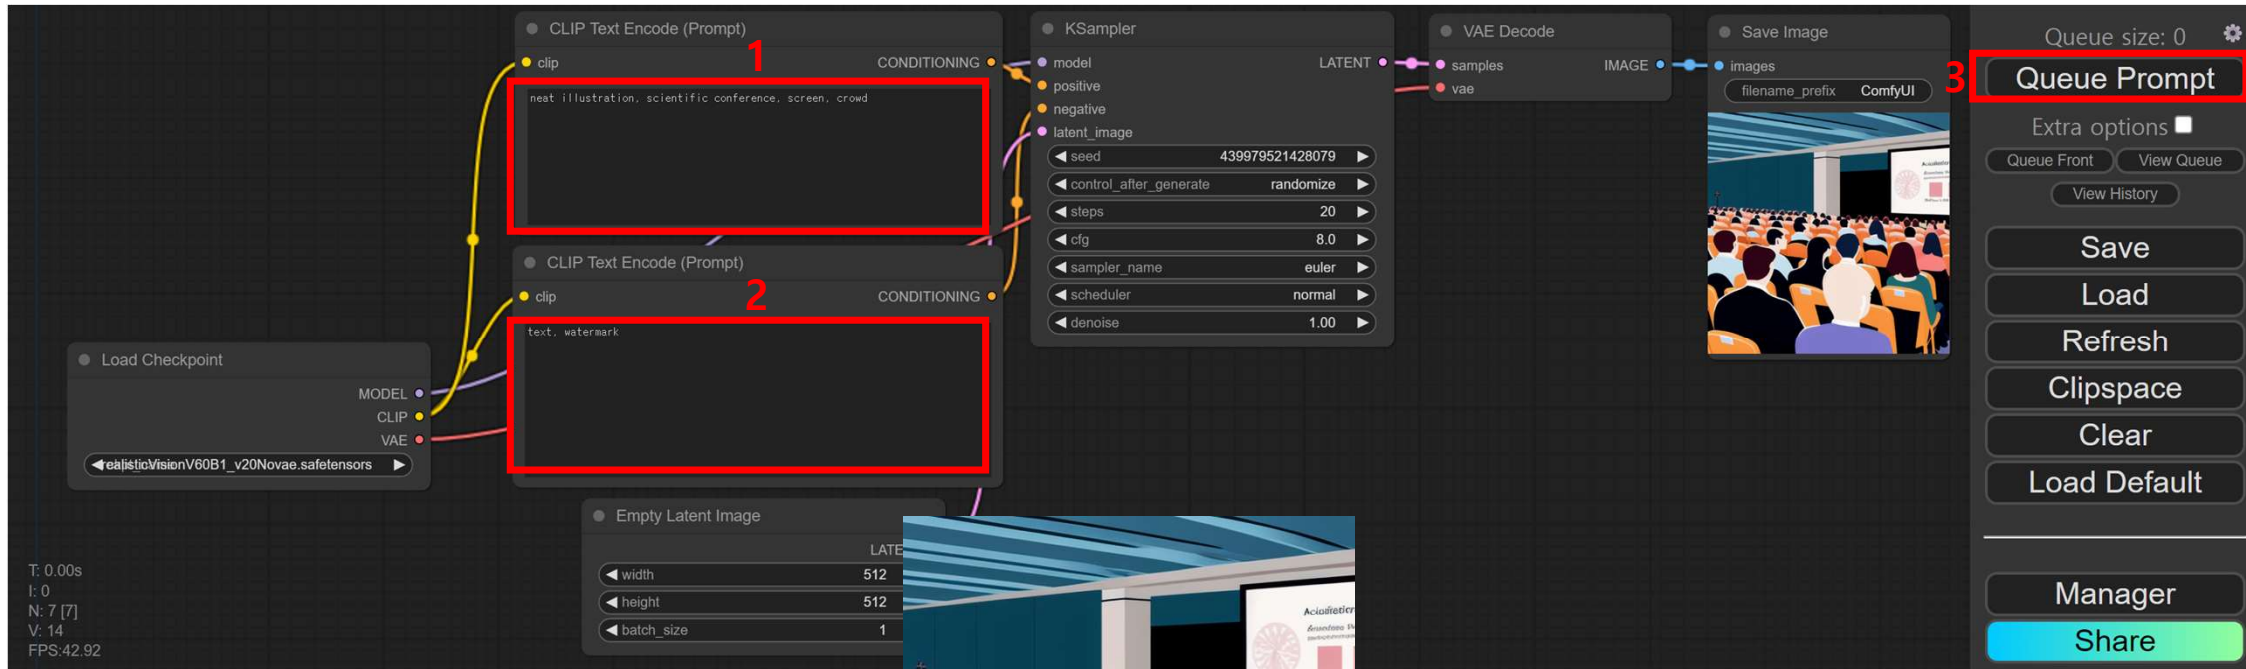 CLIP Text Encode (Prompt)
1
clip
CONDITIONING
neat illustration, scientific conference, screen, crowd
CLIP Text Encode (Prompt)
2
clip
CONDITIONING
text, watermark
Load Checkpoint
MODEL
CLIP
VAE
realisticVisionV60B1_v20Novae.safetensors
Empty Latent Image
LATE
width 512
height 512
batch_size 1
T: 0.00s
I: 0
N: 7 [7]
V: 14
FPS:42.92
KSampler
model LATENT
positive
negative
latent_image
seed 439979521428079
control_after_generate randomize
steps 20
cfg 8.0
sampler_name euler
scheduler normal
denoise 1.00
VAE Decode
samples IMAGE
vae
Save Image
images
filename_prefix ComfyUI
Queue size: 0
3
Queue Prompt
Extra options
Queue Front View Queue
View History
Save
Load
Refresh
Clipspace
Clear
Load Default
Manager
Share